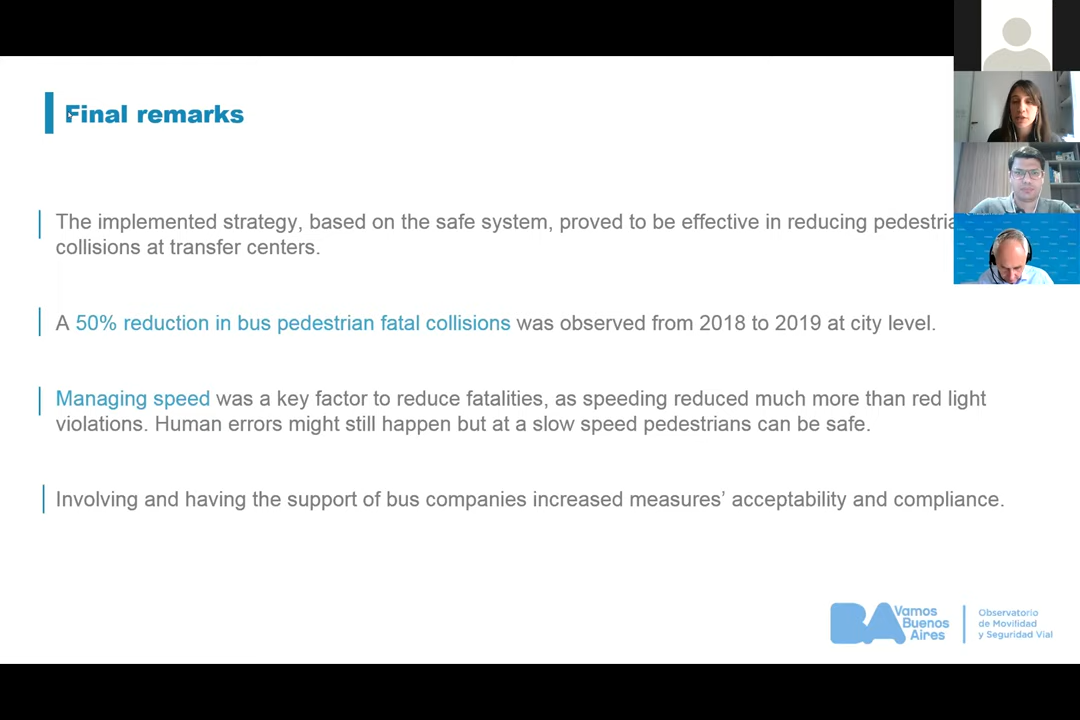 Final remarks
The implemented strategy, based on the safe system, proved to be effective in reducing
collisions at transfer centers.
A 50% reduction in bus pedestrian fatal collisions was observed from 2018 to 2019 at city level.
Managing speed was a key factor to reduce fatalities, as speeding reduced much more than red light
violations. Human errors might still happen but at a slow speed pedestrians can be safe.
Involving and having the support of bus companies increased measures’ acceptability and compliance.
BA
Vamos
Buenos
Aires
Observatorio
de Movilidad
y Seguridad Vial